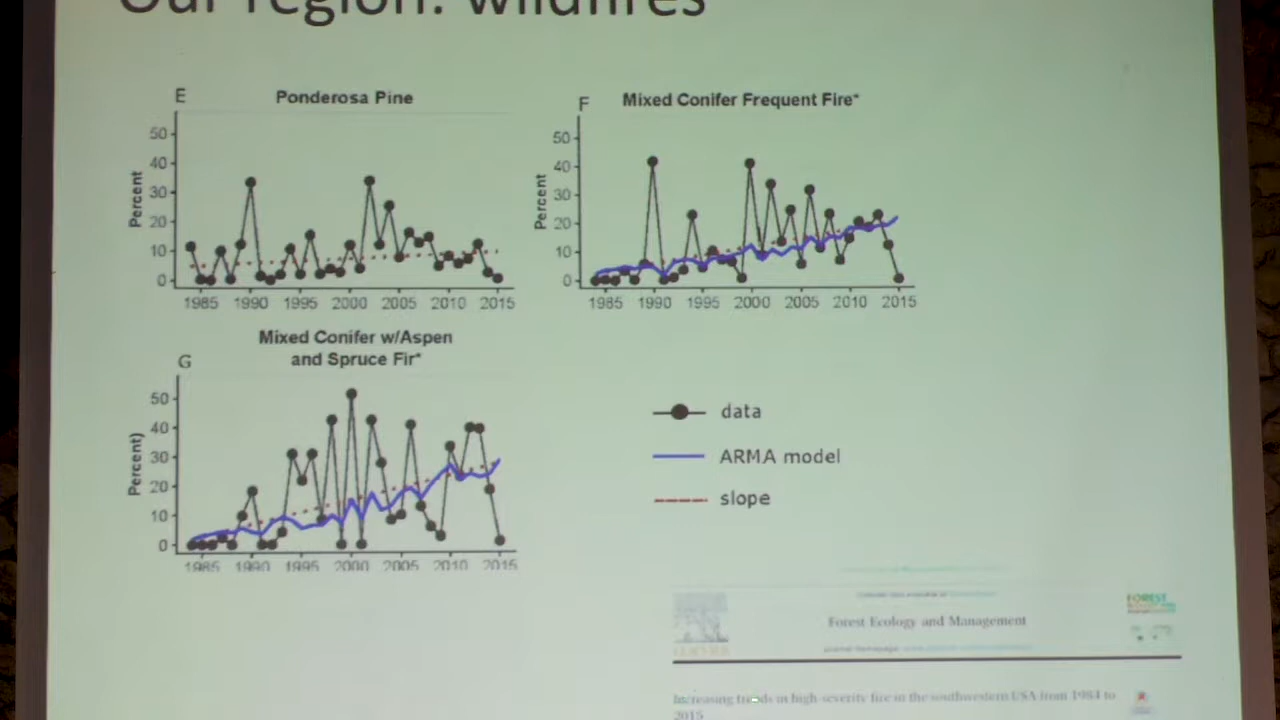 Our region: wildfires
E
Ponderosa Pine
Percent
50
40
30
20
10
0
1985 1990 1995 2000 2005 2010 2015
F
Mixed Conifer Frequent Fire*
Percent
50
40
30
20
10
0
1985 1990 1995 2000 2005 2010 2015
G
Mixed Conifer w/Aspen
and Spruce Fir*
Percent)
50
40
30
20
10
0
1985 1990 1995 2000 2005 2010 2015
data
ARMA model
slope
FOREST
Forest Ecology and Management
ELSEVIER
journal homepage:
Increasing trends in high-severity fire in the southwestern USA from 1984 to
2015